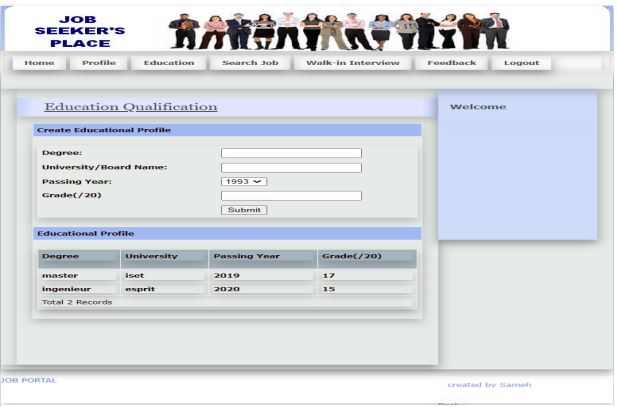 JOB
SEEKER'S
PLACE
Home Profile Education Search Job Walk-in Interview Feedback Logout
Education Qualification
Welcome
Create Educational Profile
Degree:
University/Board Name:
Passing Year: 1993
Grade(/20)
Submit
Educational Profile
Degree University Passing Year Grade(/20)
master iset 2019 17
ingenieur esprit 2020 15
Total 2 Records
JOB PORTAL
created by Sameh